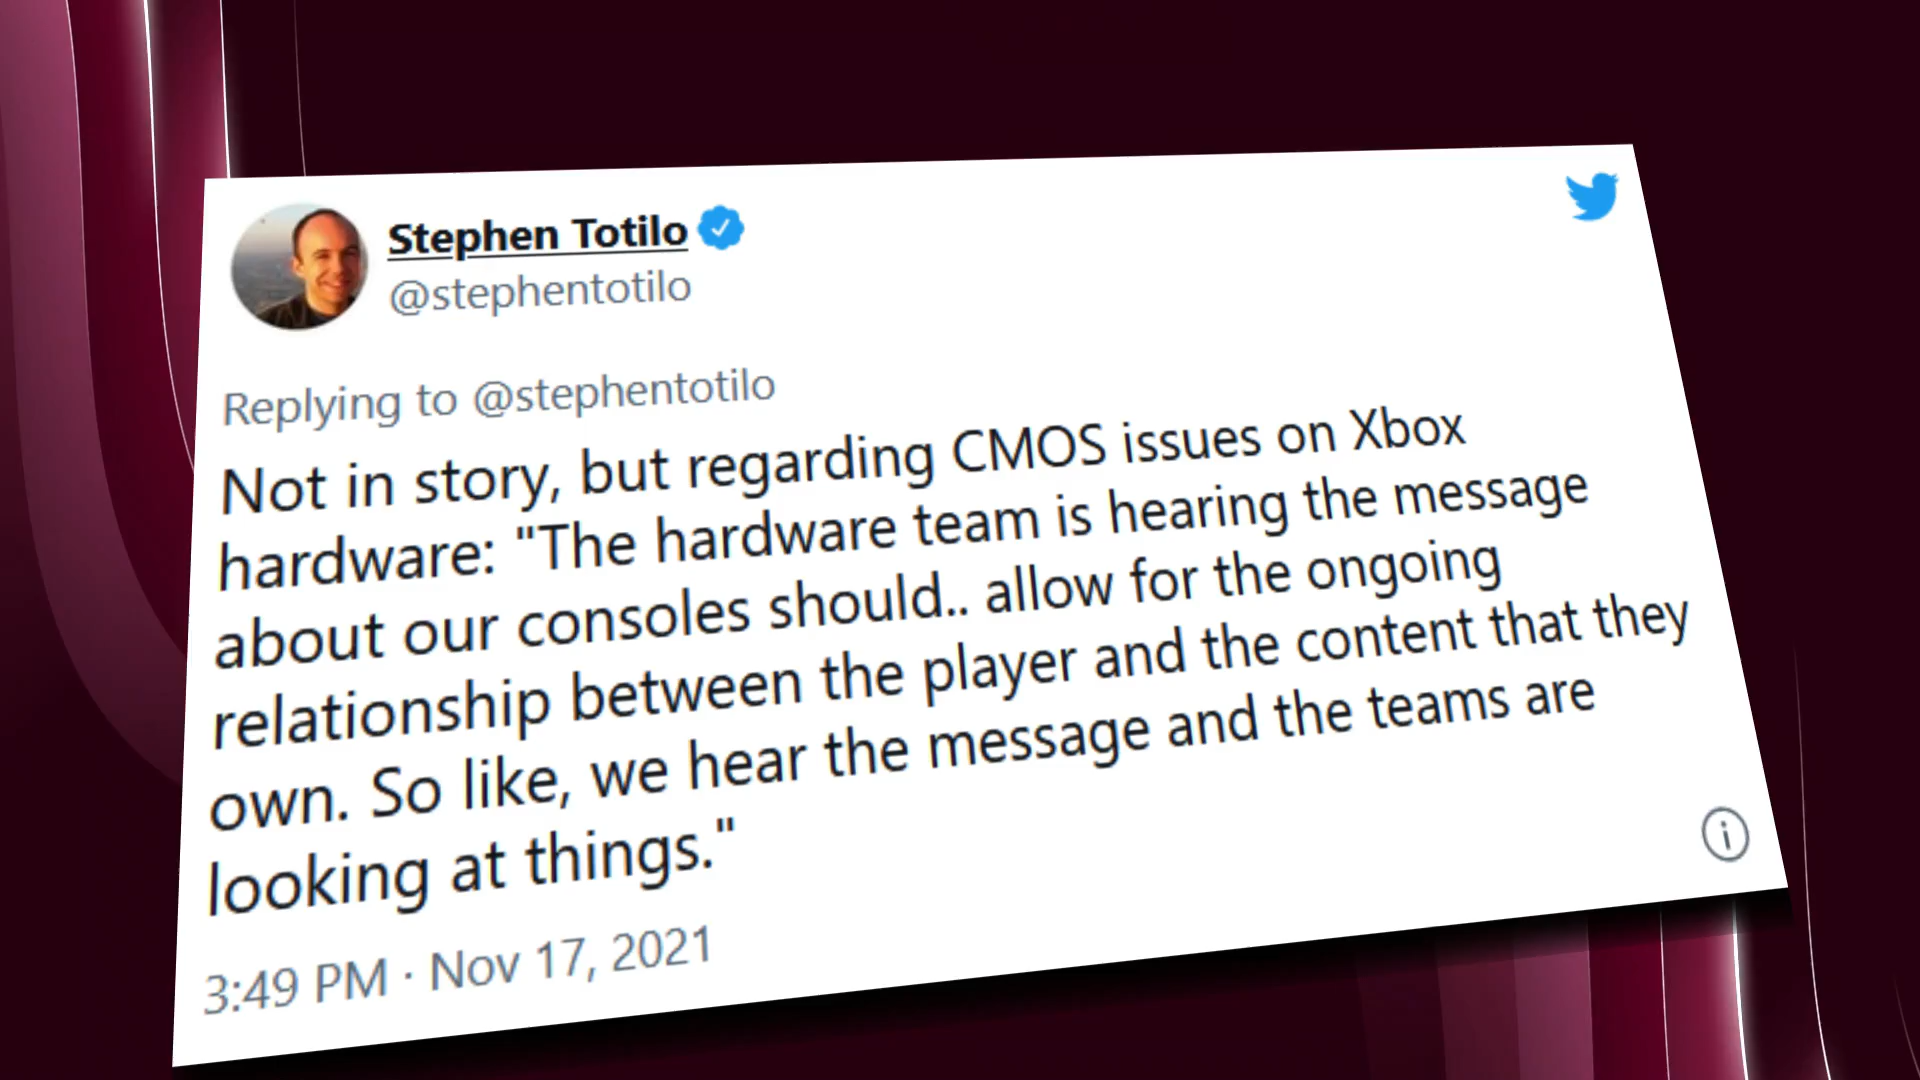 Stephen Totilo
@stephentotilo
Replying to @stephentotilo
Not in story, but regarding CMOS issues on Xbox
hardware: "The hardware team is hearing the message
about our consoles should.. allow for the ongoing
relationship between the player and the content that they
own. So like, we hear the message and the teams are
looking at things."
3:49 PM · Nov 17, 2021